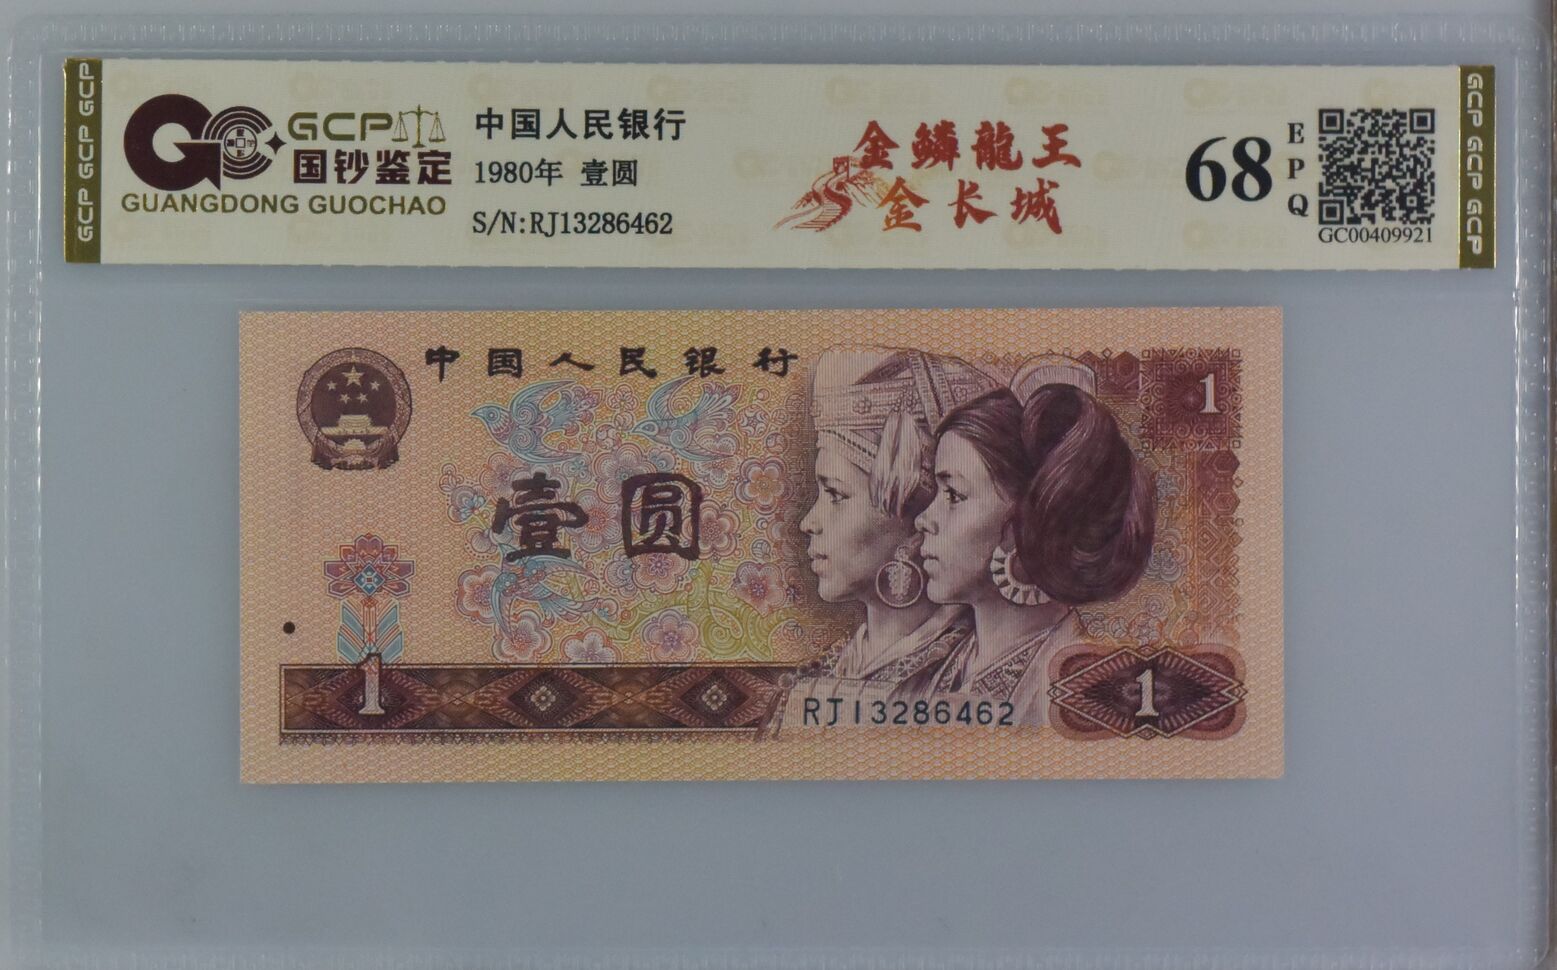 GCP GCP GCP
GCP
国钞鉴定
GUANGDONG GUOCHAO
中国人民银行
1980年 壹圆
S/N:RJ13286462
金鳞龍王
金长城
68
EPQ
GC00409921
GCP GCP GCP
中国人民银行
1
壹圆
1
RJ13286462
1